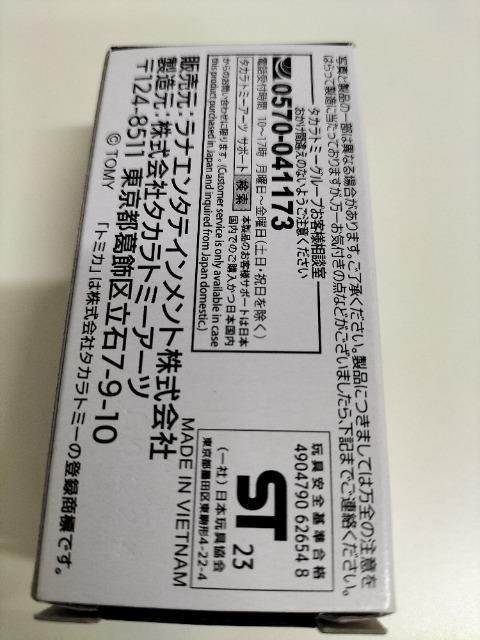 写真と製品の一部は異なる場合があります。ご了承ください。製品につきましては万全の注意を
はらって製造に当たっておりますが、万一お気付きの点などがございましたら、下記までご連絡ください。
タカラトミーグループお客様相談室
おかけ間違えのないようご注意ください
0570-041173
電話受付時間 10～17時 月曜日～金曜日(土・日・祝日を除く)
タカラトミーアーツ サポート 検索
本製品のお客様サポートは日本
国内でのご購入かつ日本国内
からのお問い合わせに限ります。(Customer service is only available in case
this product purchased in Japan and inquired from Japan domestic.)
玩具安全基準合格
4904790 62654 8
ST
23
(一社)日本玩具協会
東京都墨田区東駒形4-22-4
MADE IN VIETNAM
販売元:ラナエンタテインメント株式会社
製造元:株式会社タカラトミーアーツ
〒124-8511 東京都葛飾区立石7-9-10
© TOMY 「トミカ」は株式会社タカラトミーの登録商標です。